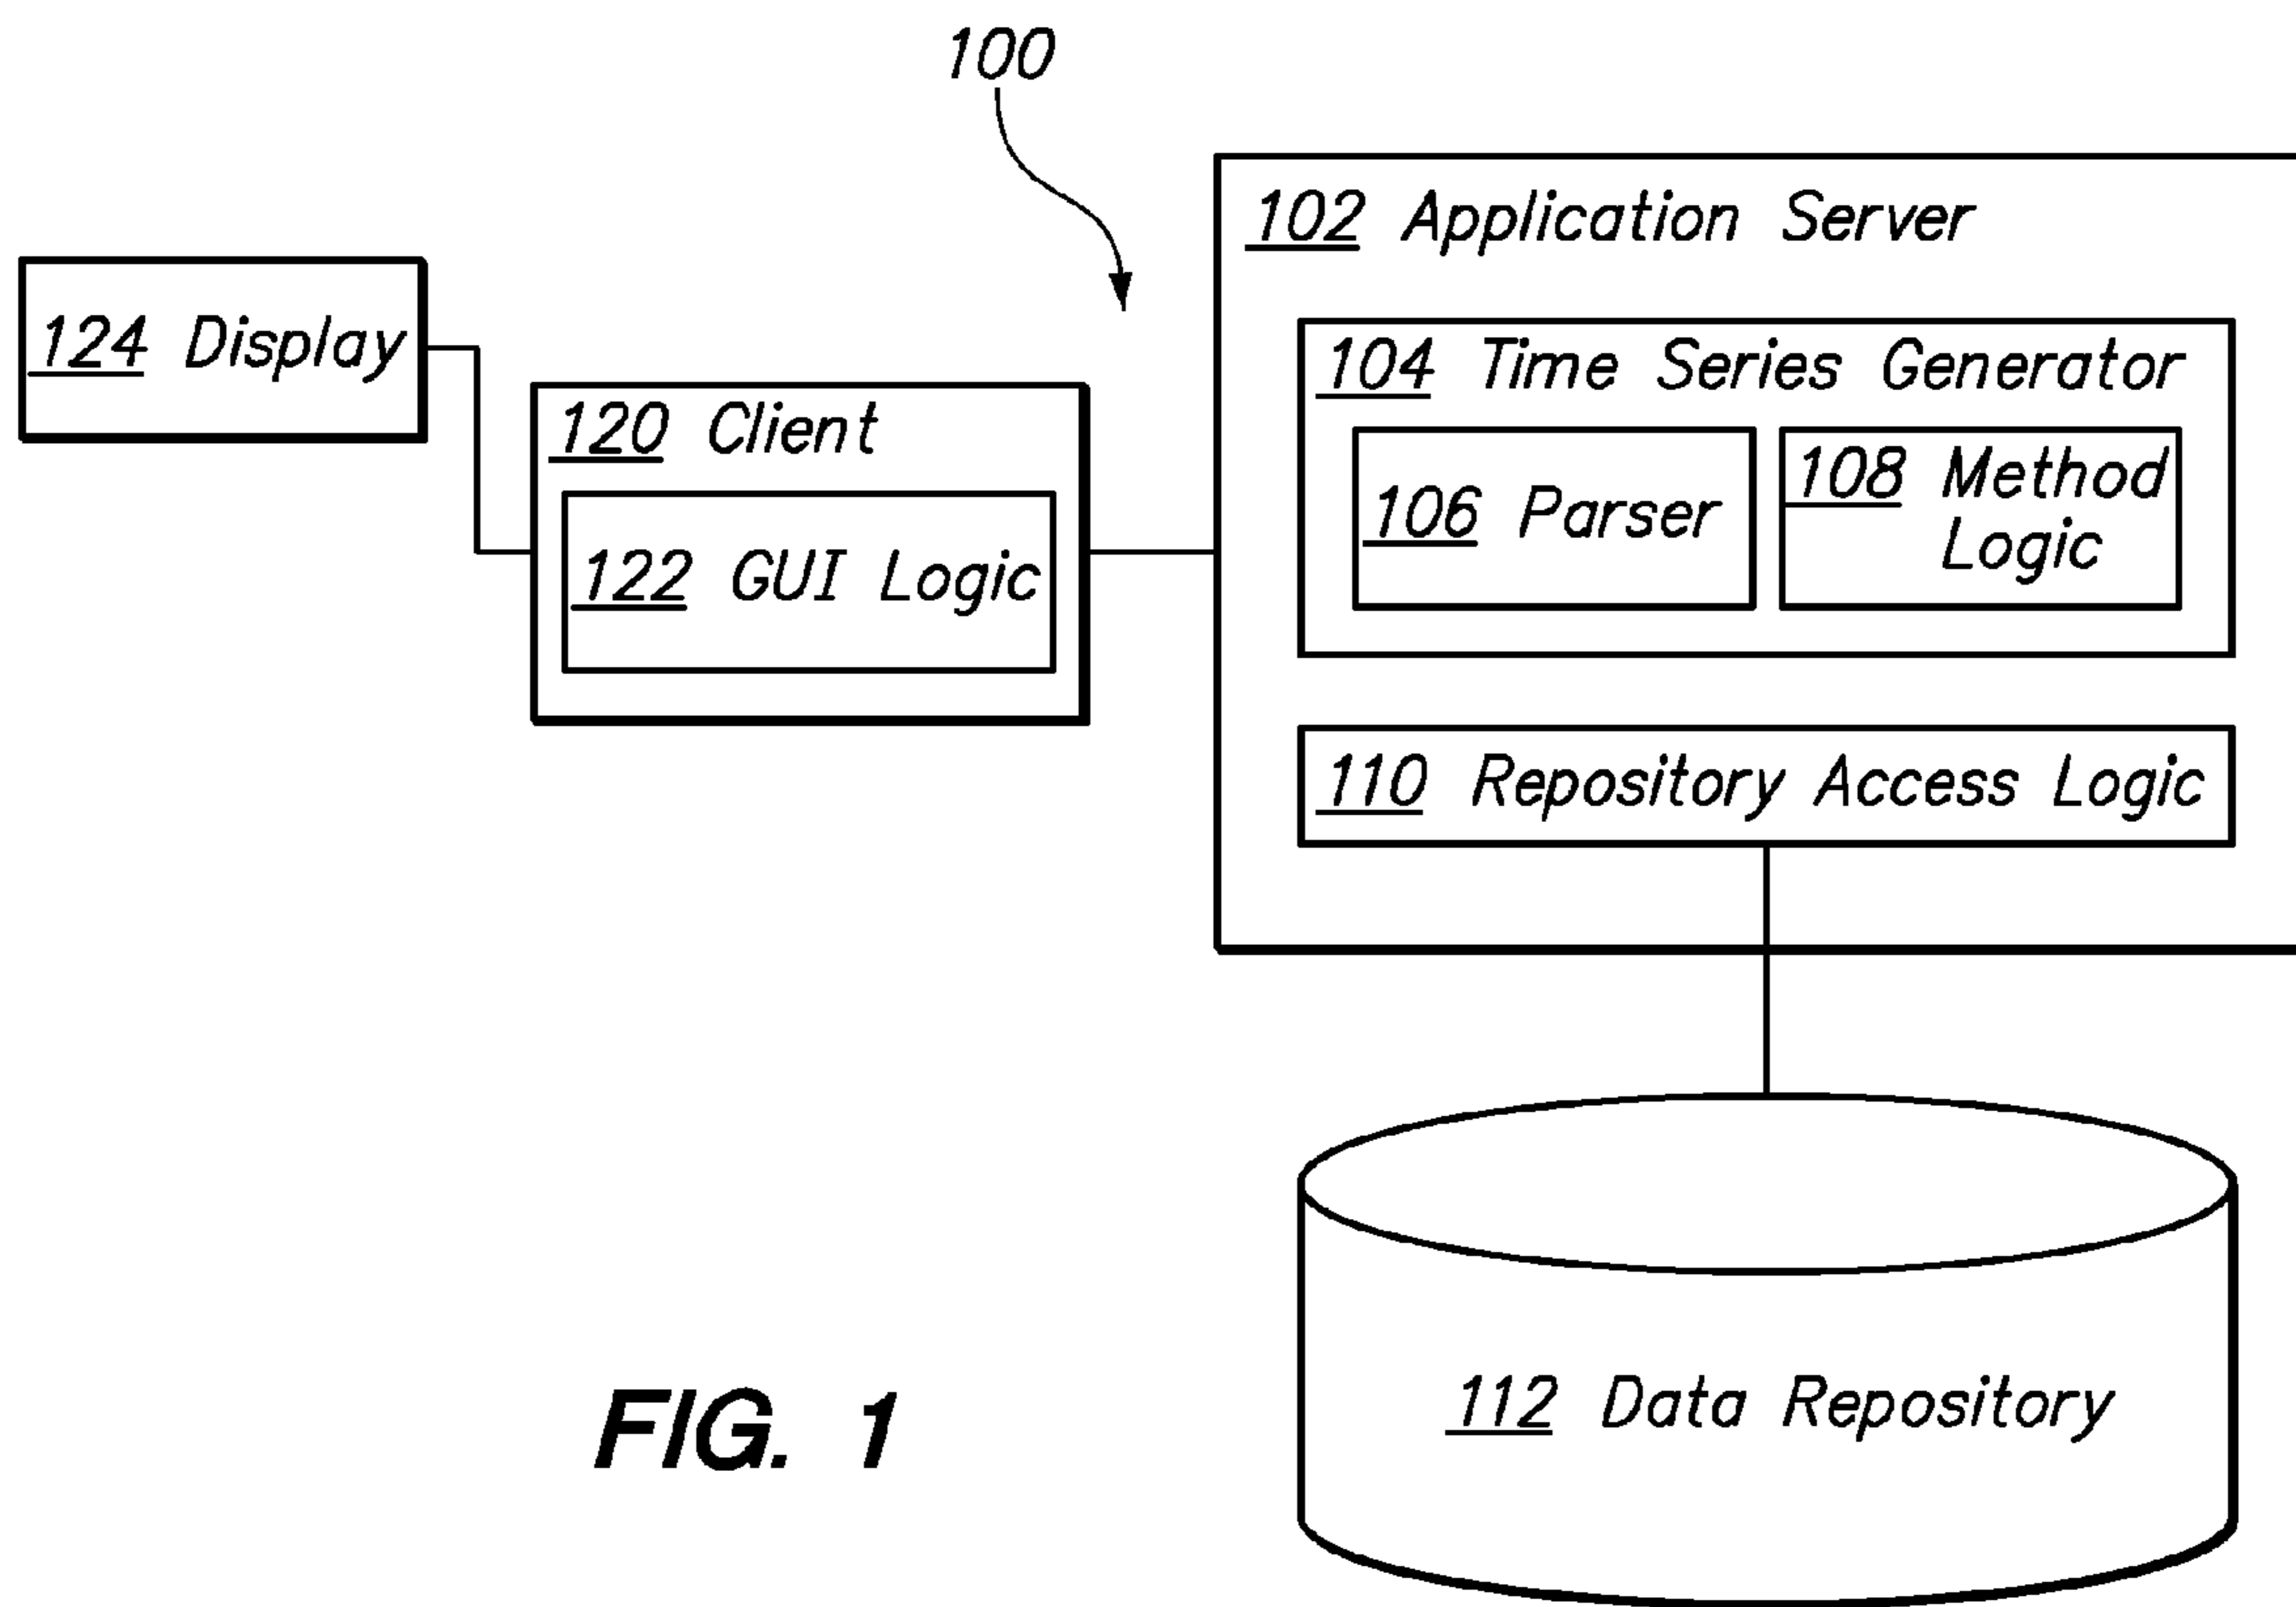 100
102 Application Server
124 Display
104 Time Series Generator
120 Client
106 Parser
108 Method
Logic
122 GUI Logic
110 Repository Access Logic
112 Data Repository
FIG. 1